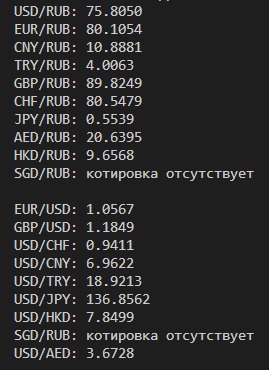 USD/RUB: 75.8050
EUR/RUB: 80.1054
CNY/RUB: 10.8881
TRY/RUB: 4.0063
GBP/RUB: 89.8249
CHF/RUB: 80.5479
JPY/RUB: 0.5539
AED/RUB: 20.6395
HKD/RUB: 9.6568
SGD/RUB: котировка отсутствует

EUR/USD: 1.0567
GBP/USD: 1.1849
USD/CHF: 0.9411
USD/CNY: 6.9622
USD/TRY: 18.9213
USD/JPY: 136.8562
USD/HKD: 7.8499
SGD/RUB: котировка отсутствует
USD/AED: 3.6728